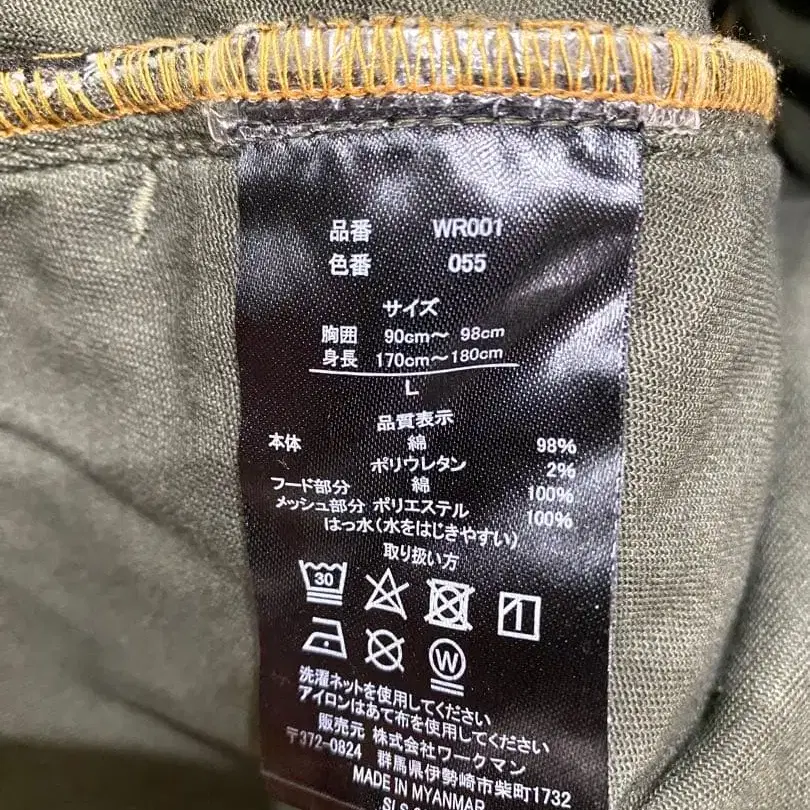 品番 WR001
色番 055
サイズ
胸囲 90cm～ 98cm
身長 170cm～180cm
L
品質表示
本体 綿 98%
ポリウレタン 2%
フード部分 綿 100%
メッシュ部分 ポリエステル 100%
はっ水(水をはじきやすい)
取り扱い方
30
W
洗濯ネットを使用してください
アイロンはあて布を使用してください
販売元 株式会社ワークマン
〒372-0824 群馬県伊勢崎市柴町1732
MADE IN MYANMAR